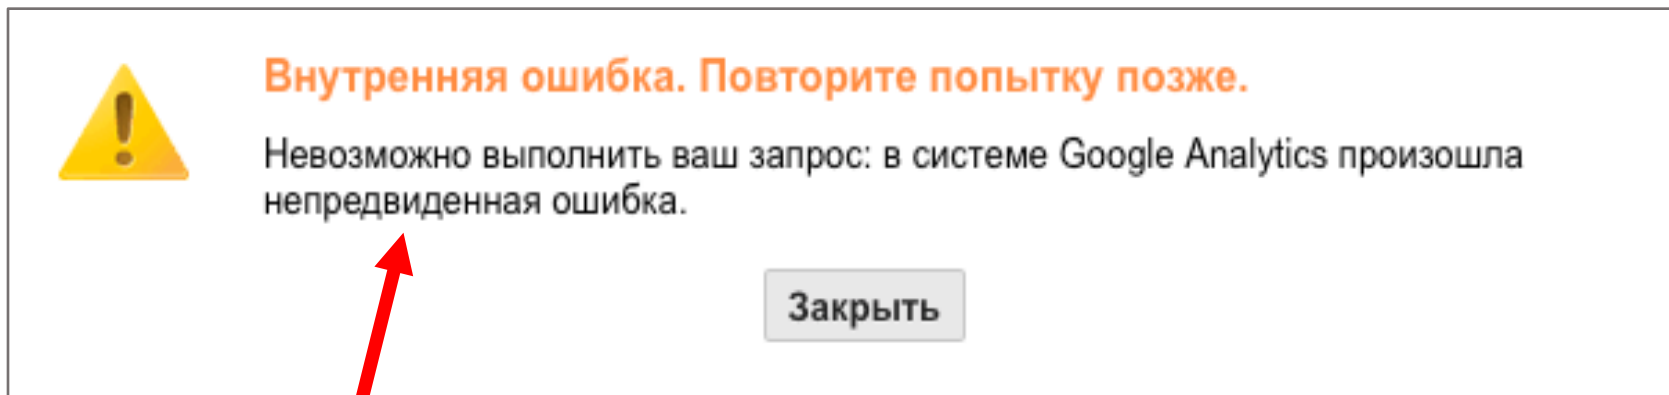 Внутренняя ошибка. Повторите попытку позже.
Невозможно выполнить ваш запрос: в системе Google Analytics произошла
непредвиденная ошибка.
Закрыть